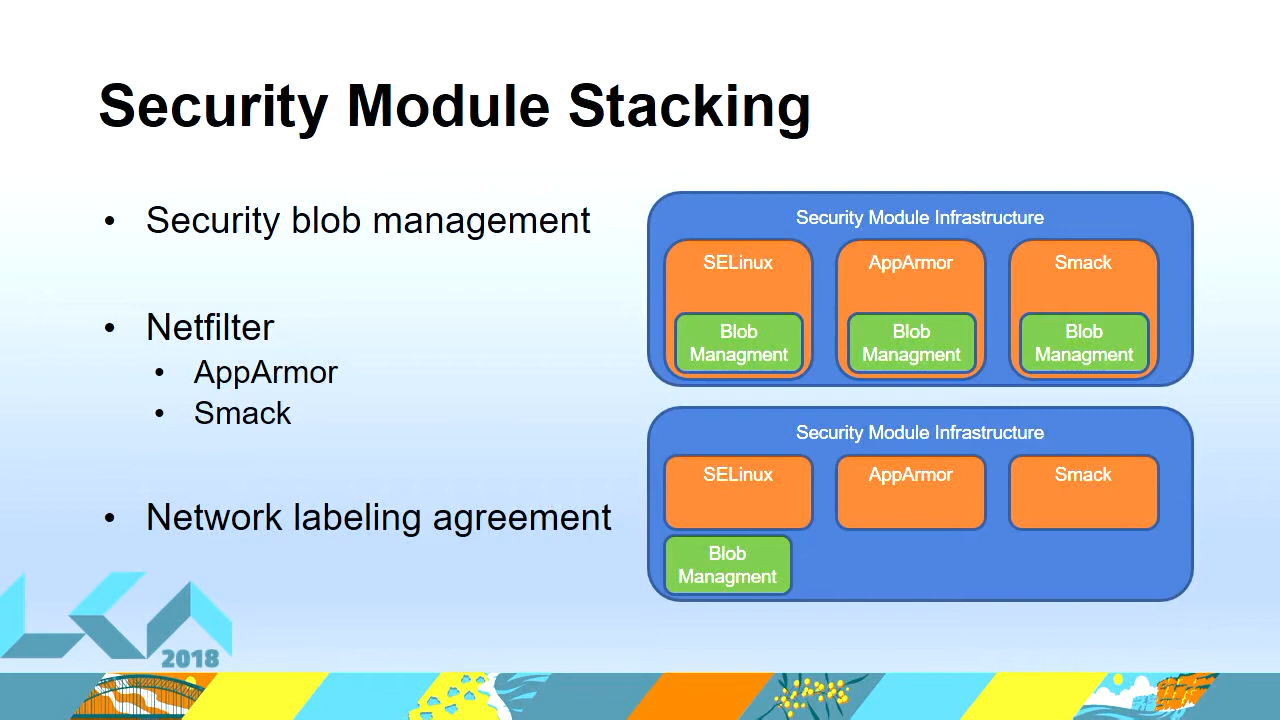 Security Module Stacking
• Security blob management
• Netfilter
• AppArmor
• Smack
• Network labeling agreement
Security Module Infrastructure
SELinux
AppArmor
Smack
Blob
Managment
Blob
Managment
Blob
Managment
Security Module Infrastructure
SELinux
AppArmor
Smack
Blob
Managment
LCA
2018